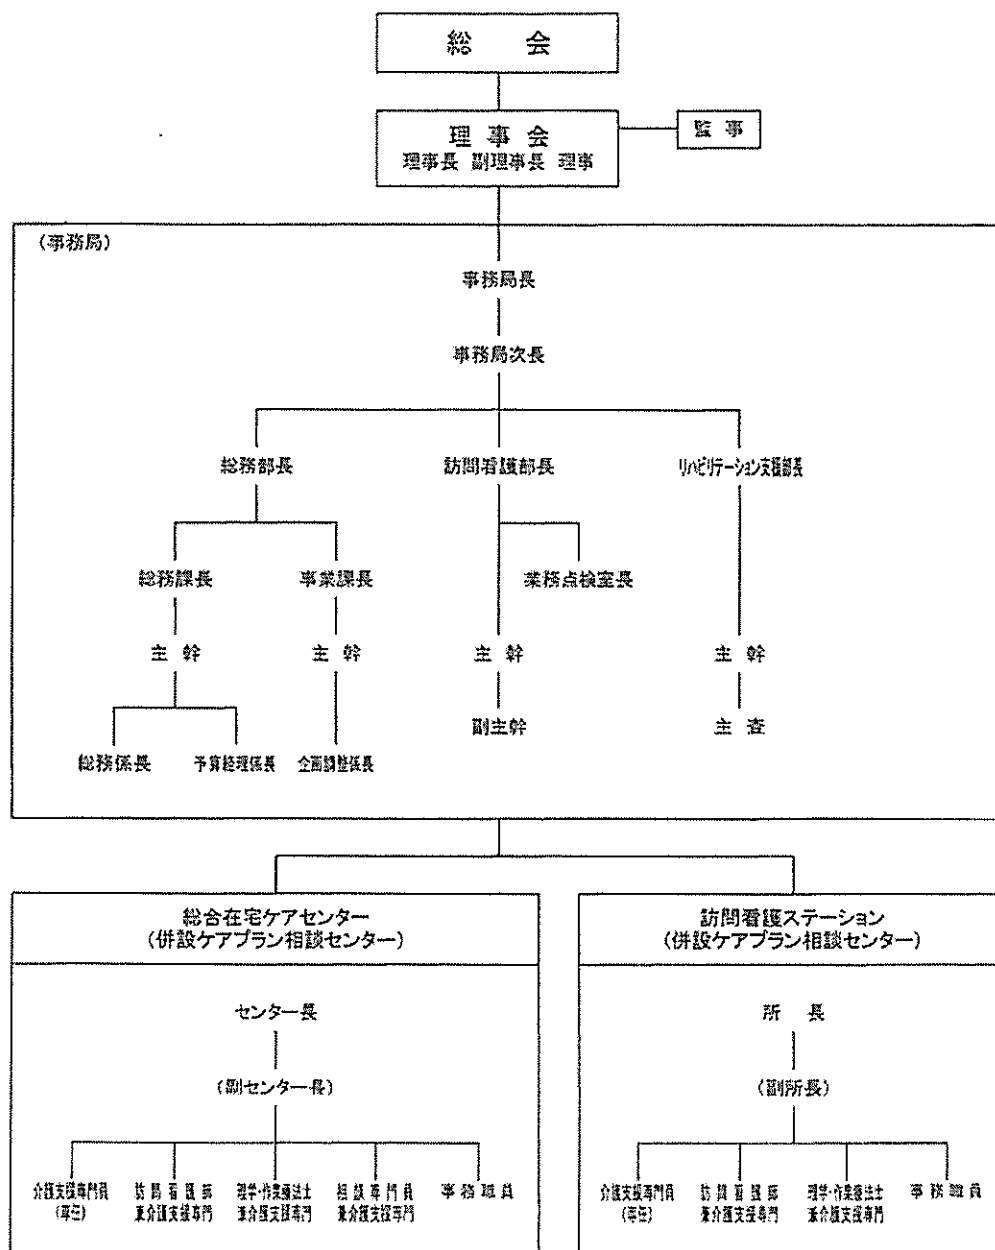 総 会
理 事 会
理事長 副理事長 理事
監 事
(事務局)
事務局長
事務局次長
総務部長
訪問看護部長
リハビリテーション支援部長
総務課長
事業課長
業務点検室長
主 幹
主 幹
主 幹
主 幹
副主幹
主 査
総務係長
予算経理係長
企画調整係長
総合在宅ケアセンター
(併設ケアプラン相談センター)
訪問看護ステーション
(併設ケアプラン相談センター)
センター長
所 長
(副センター長)
(副所長)
介護支援専門員
(専任)
訪問看護師
兼介護支援専門
理学・作業療法士
兼介護支援専門
相談専門員
兼介護支援専門
事務職員
介護支援専門員
(専任)
訪問看護師
兼介護支援専門
理学・作業療法士
兼介護支援専門
事務職員